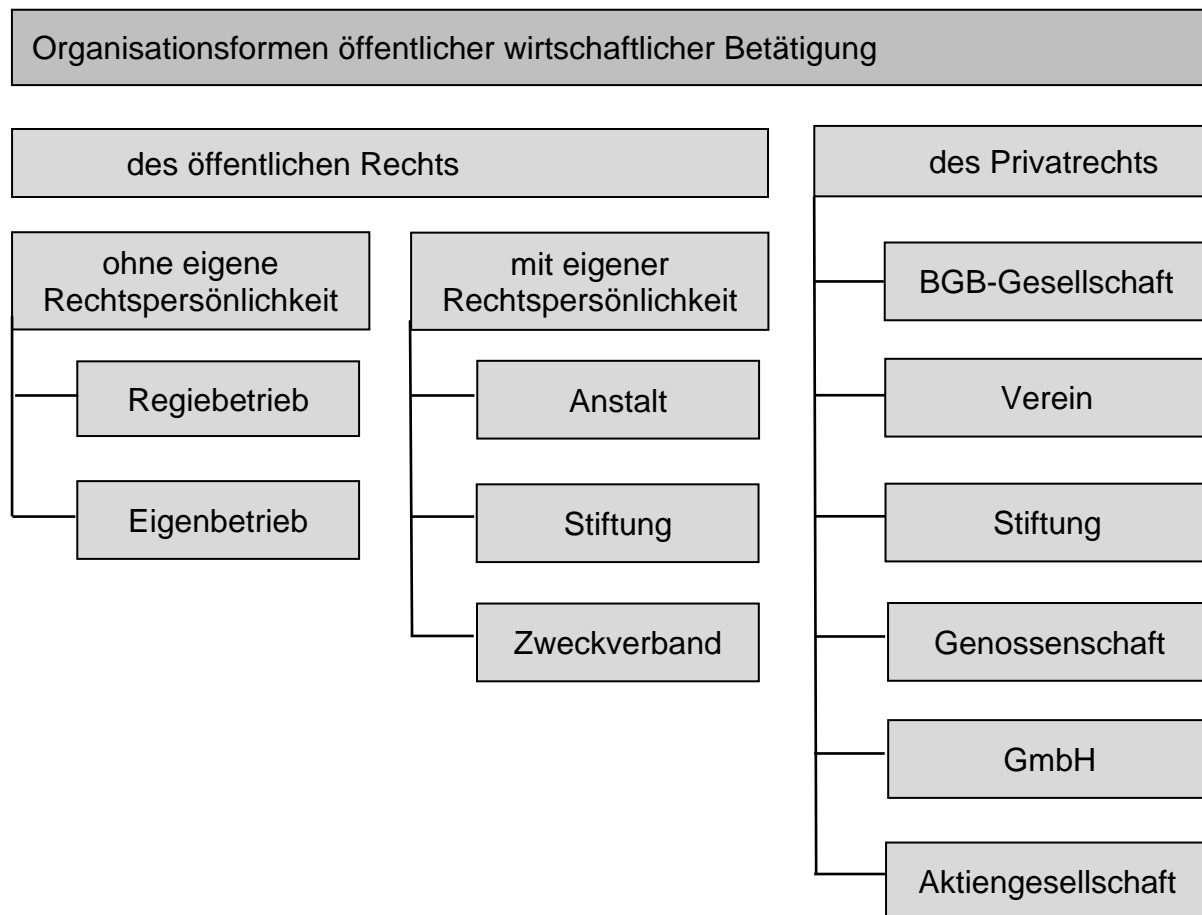 Organisationsformen öffentlicher wirtschaftlicher Betätigung
des öffentlichen Rechts
ohne eigene
Rechtspersönlichkeit
Regiebetrieb
Eigenbetrieb
mit eigener
Rechtspersönlichkeit
Anstalt
Stiftung
Zweckverband
des Privatrechts
BGB-Gesellschaft
Verein
Stiftung
Genossenschaft
GmbH
Aktiengesellschaft